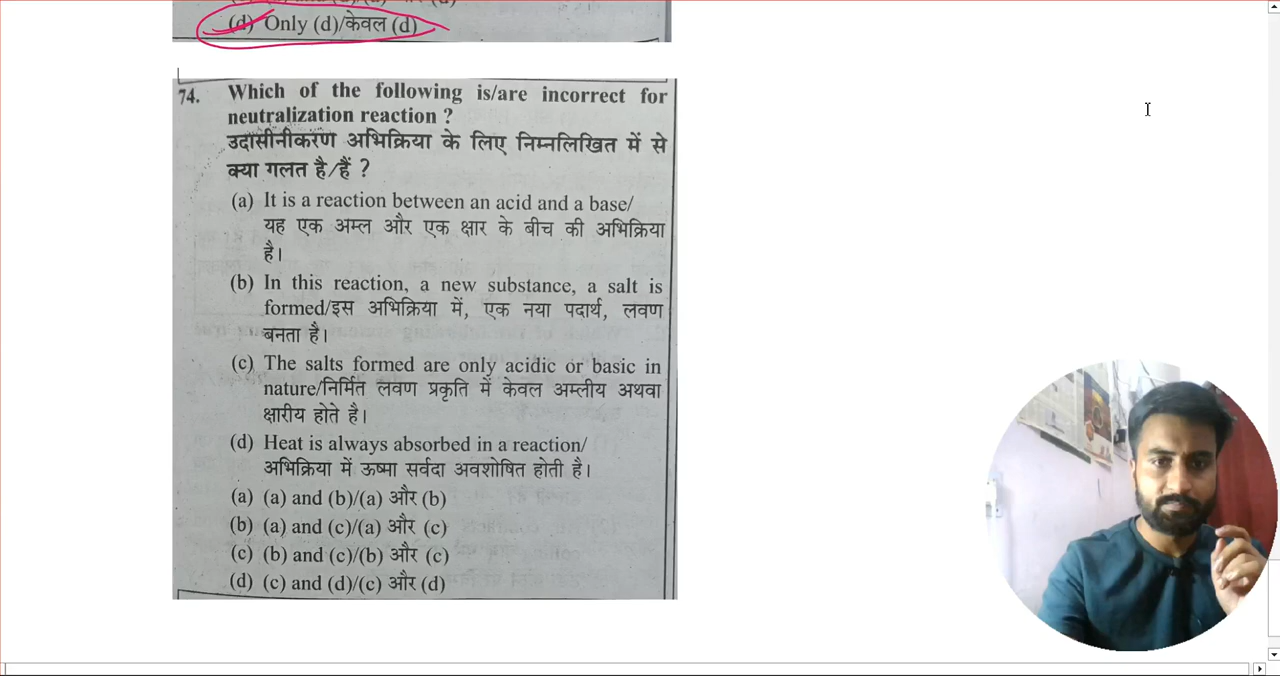 (d) Only (d)/केवल (d)
74. Which of the following is/are incorrect for
neutralization reaction ?
उदासीनीकरण अभिक्रिया के लिए निम्नलिखित में से
क्या गलत है/हैं ?
(a) It is a reaction between an acid and a base/
यह एक अम्ल और एक क्षार के बीच की अभिक्रिया
है।
(b) In this reaction, a new substance, a salt is
formed/इस अभिक्रिया में, एक नया पदार्थ, लवण
बनता है।
(c) The salts formed are only acidic or basic in
nature/निर्मित लवण प्रकृति में केवल अम्लीय अथवा
क्षारीय होते है।
(d) Heat is always absorbed in a reaction/
अभिक्रिया में ऊष्मा सर्वदा अवशोषित होती है।
(a) (a) and (b)/(a) और (b)
(b) (a) and (c)/(a) और (c)
(c) (b) and (c)/(b) और (c)
(d) (c) and (d)/(c) और (d)